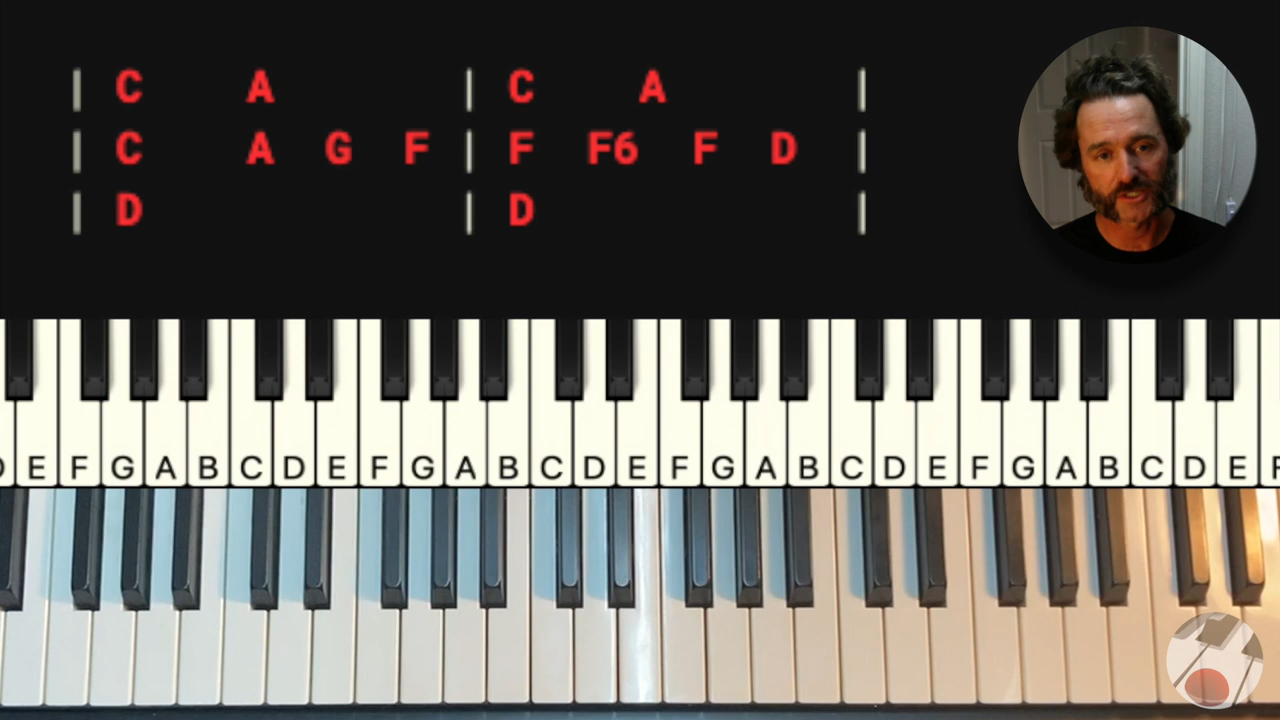 | C A | C A |
| C A G F | F F6 F D |
| D | D |
E F G A B C D E F G A B C D E F G A B C D E F G A B C D E